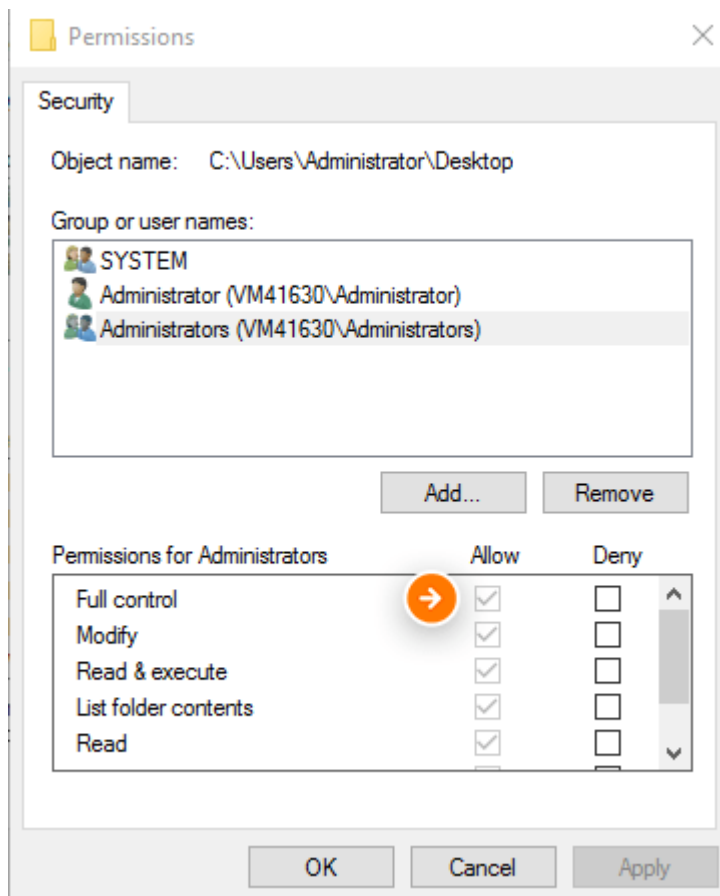 Permissions
Security
Object name: C:\Users\Administrator\Desktop
Group or user names:
SYSTEM
Administrator (VM41630\Administrator)
Administrators (VM41630\Administrators)
Add... Remove
Permissions for Administrators Allow Deny
Full control
Modify
Read & execute
List folder contents
Read
OK Cancel Apply